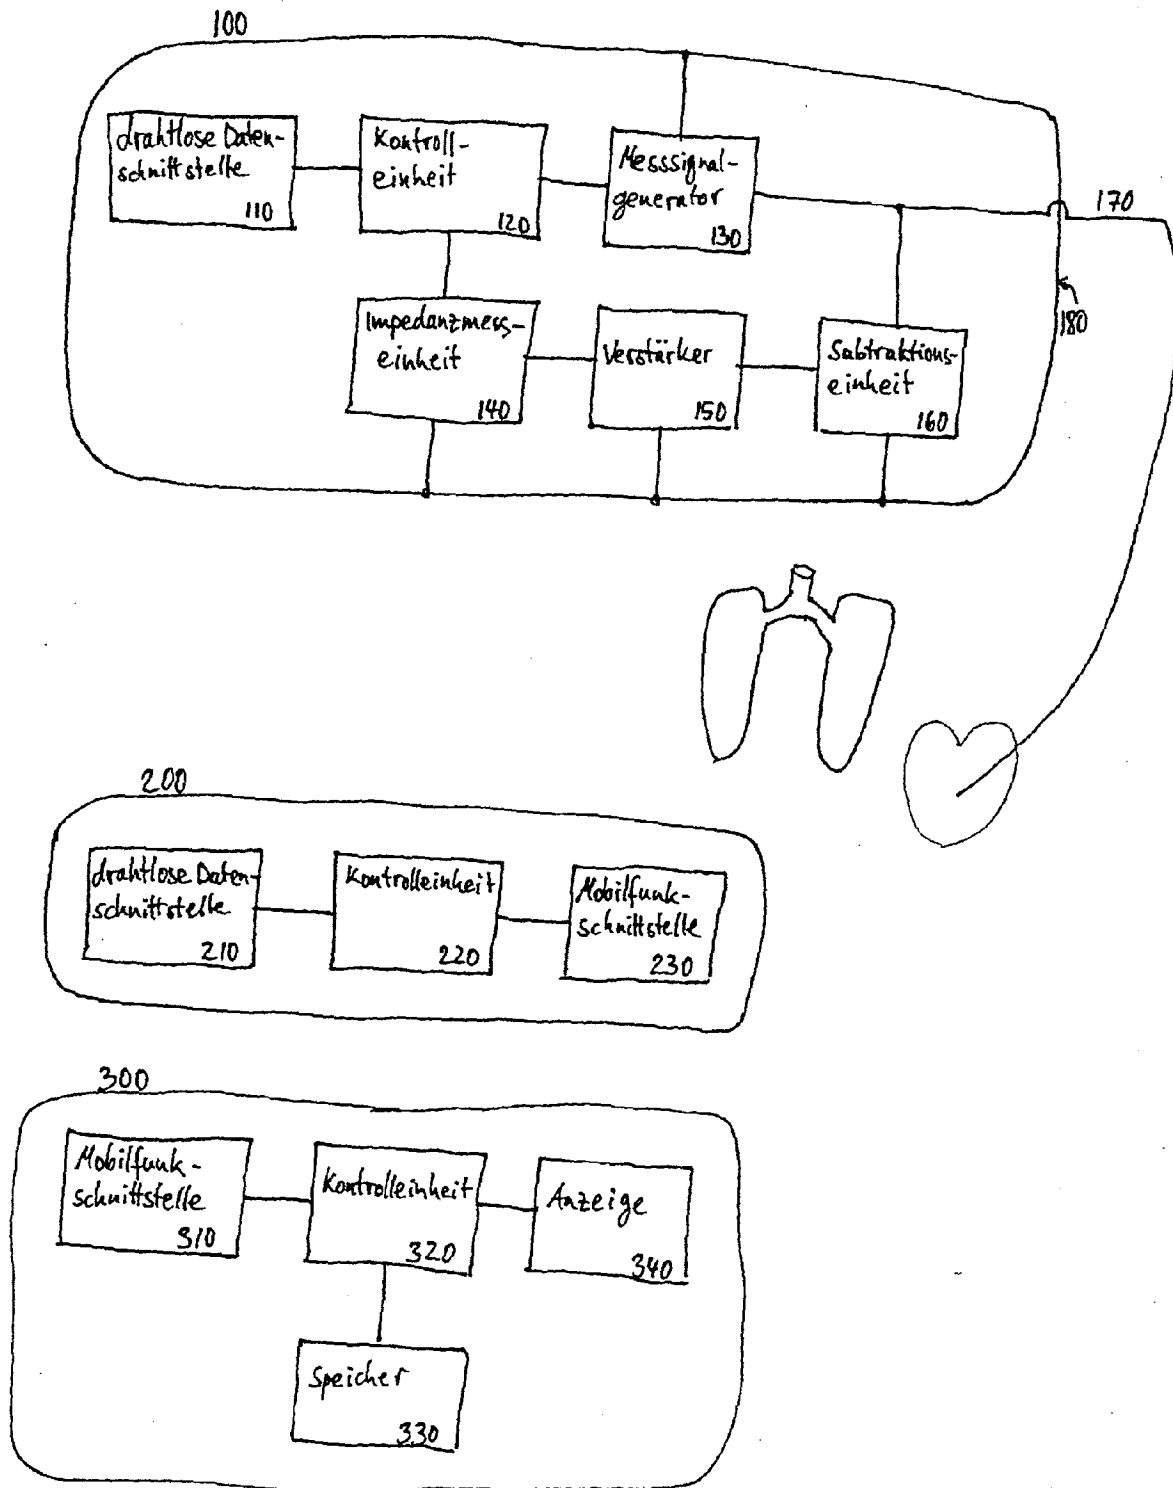 100
drahtlose Daten-
schnittstelle
110
Kontroll-
einheit
120
Messsignal-
generator
130
170
180
Impedanzmess-
einheit
140
Verstärker
150
Subtraktions-
einheit
160
200
drahtlose Daten-
schnittstelle
210
Kontrolleinheit
220
Mobilfunk-
schnittstelle
230
300
Mobilfunk-
schnittstelle
310
Kontrolleinheit
320
Anzeige
340
Speicher
330